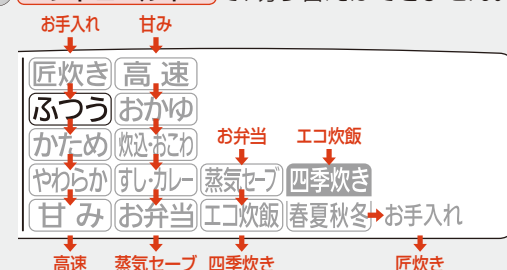 お手入れ 甘み
匠炊き 高速
ふつう おかゆ
かため 炊込・おこわ お弁当 エコ炊飯
やわらか すし・カレー 蒸気セーブ 四季炊き
甘み お弁当 エコ炊飯 春夏秋冬 お手入れ
高速 蒸気セーブ 四季炊き 匠炊き